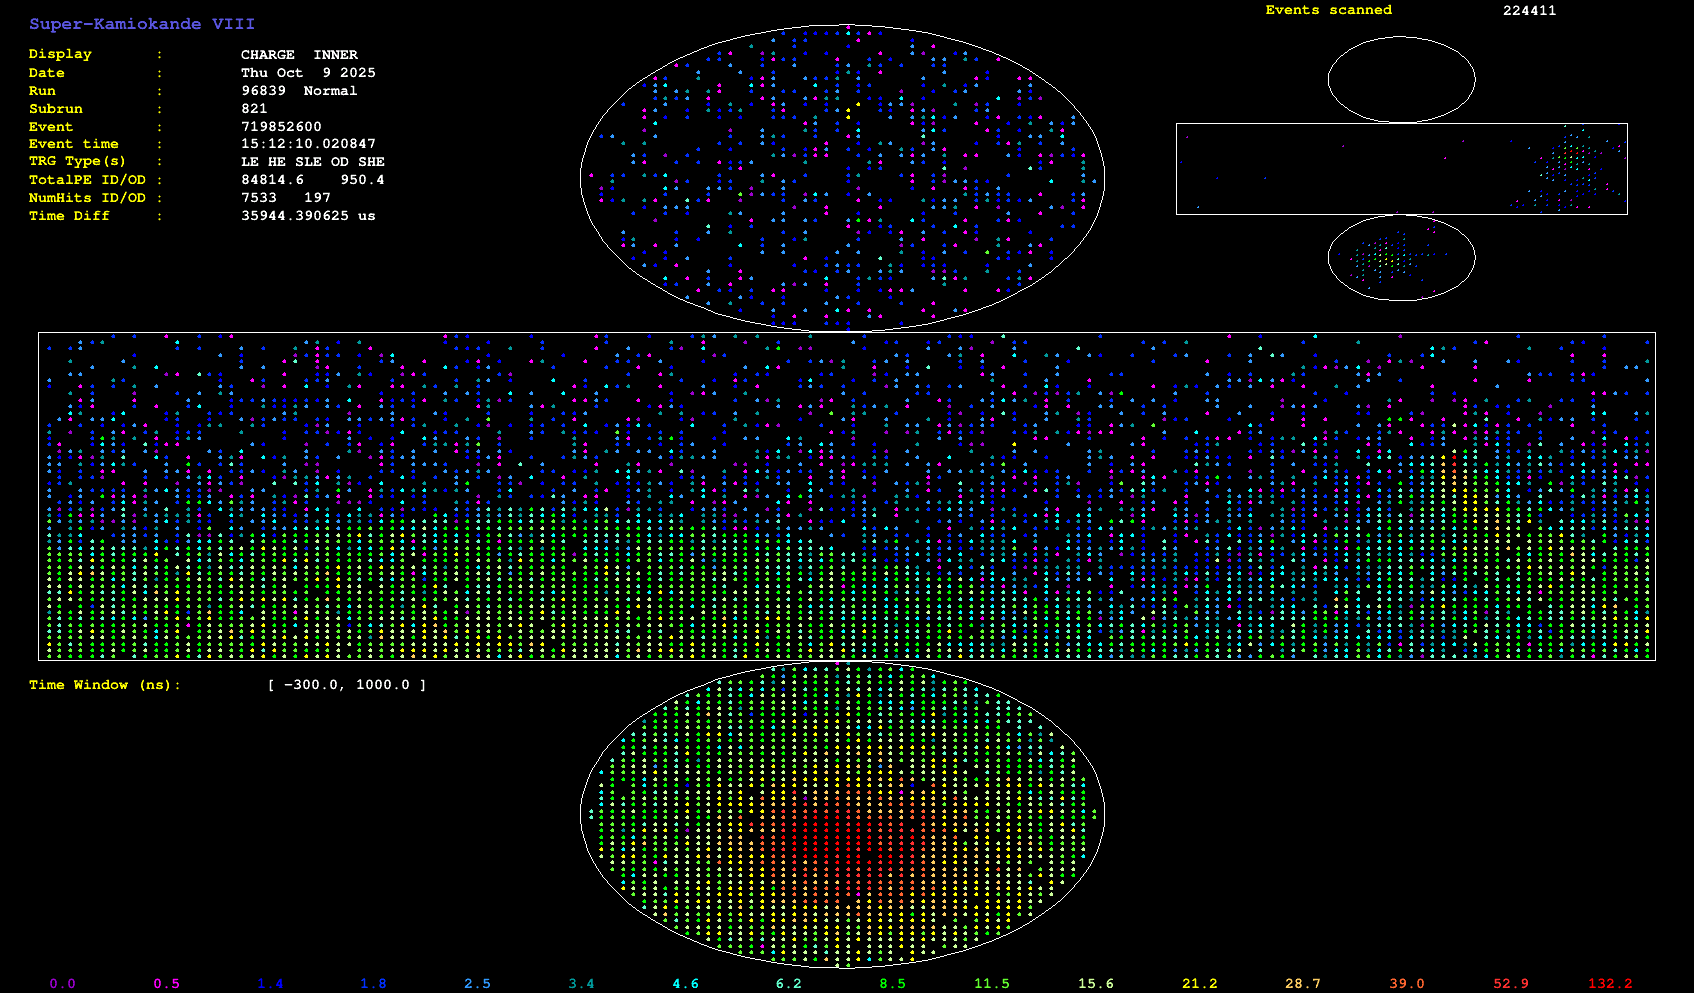 Super-Kamiokande VIII
Events scanned 224411
Display : CHARGE INNER
Date : Thu Oct 9 2025
Run : 96839 Normal
Subrun : 821
Event : 719852600
Event time : 15:12:10.020847
TRG Type(s) : LE HE SLE OD SHE
TotalPE ID/OD : 84814.6 950.4
NumHits ID/OD : 7533 197
Time Diff : 35944.390625 us
Time Window (ns): [ -300.0, 1000.0 ]
0.0 0.5 1.4 1.8 2.5 3.4 4.6 6.2 8.5 11.5 15.6 21.2 28.7 39.0 52.9 132.2